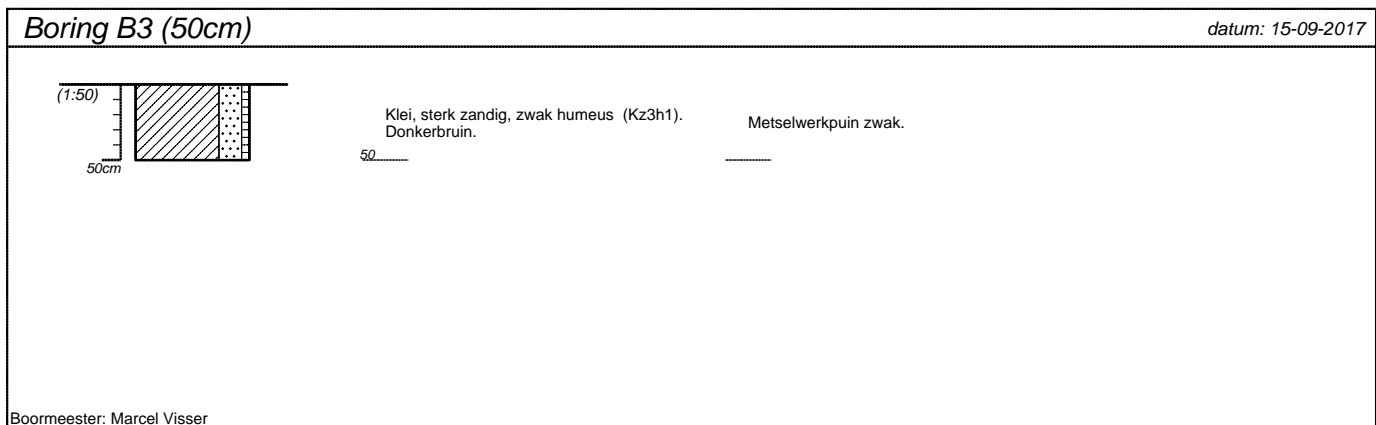 Boring B3 (50cm)
datum: 15-09-2017
(1:50)
Klei, sterk zandig, zwak humeus (Kz3h1).
Donkerbruin.
Metselwerkpuin zwak.
50
50cm
Boormeester: Marcel Visser